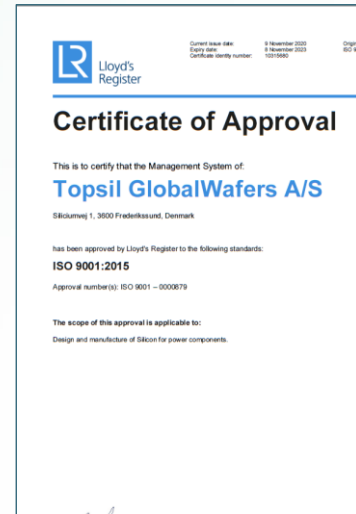 LR
Lloyd's
Register
Current issue date: 9 November 2020
Expiry date: 8 November 2023
Certificate identity number: 10315680
Certificate of Approval
This is to certify that the Management System of:
Topsil GlobalWafers A/S
Siliciumvej 1, 3600 Frederikssund, Denmark
has been approved by Lloyd's Register to the following standards:
ISO 9001:2015
Approval number(s): ISO 9001 – 0000879
The scope of this approval is applicable to:
Design and manufacture of Silicon for power components.